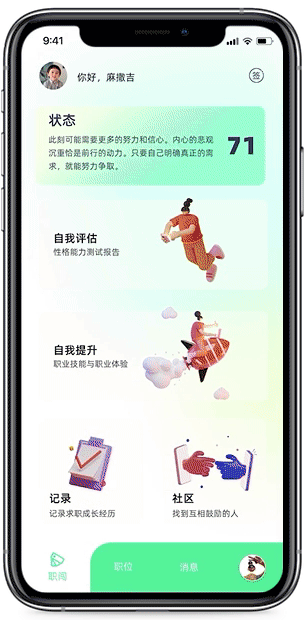 9:41
你好，麻撒吉
签
状态
此刻可能需要更多的努力和信心。内心的悲观
沉重恰是前行的动力。只要自己明确真正的需
求，就能努力争取。
71
自我评估
性格能力测试报告
自我提升
职业技能与职业体验
记录
记录求职成长经历
社区
找到互相鼓励的人
职阅
职位
消息